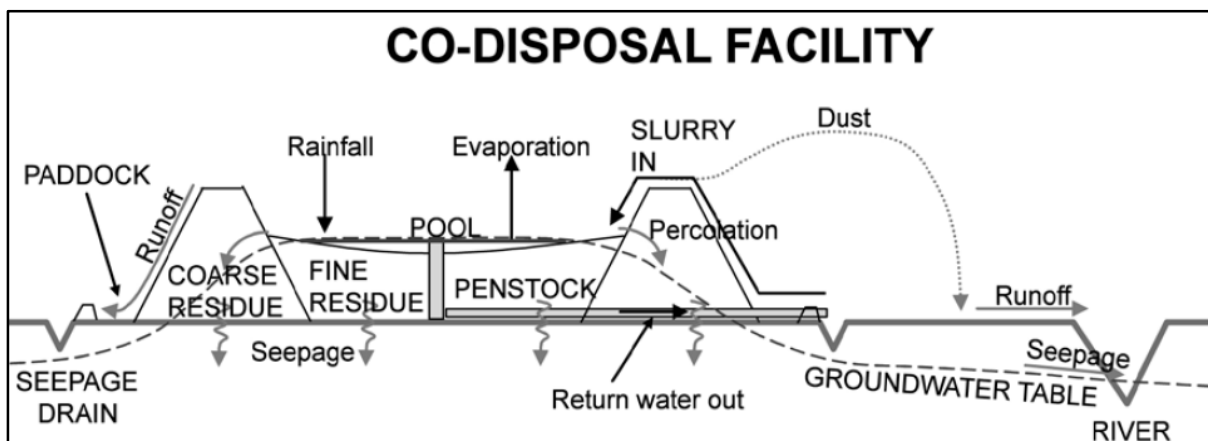 CO-DISPOSAL FACILITY
Dust
SLURRY
IN
Rainfall
Evaporation
PADDOCK
Runoff
POOL
Percolation
COARSE
RESIDUE
FINE
RESIDUE
PENSTOCK
Runoff
Seepage
Seepage
SEEPAGE
DRAIN
Return water out
GROUNDWATER TABLE
RIVER